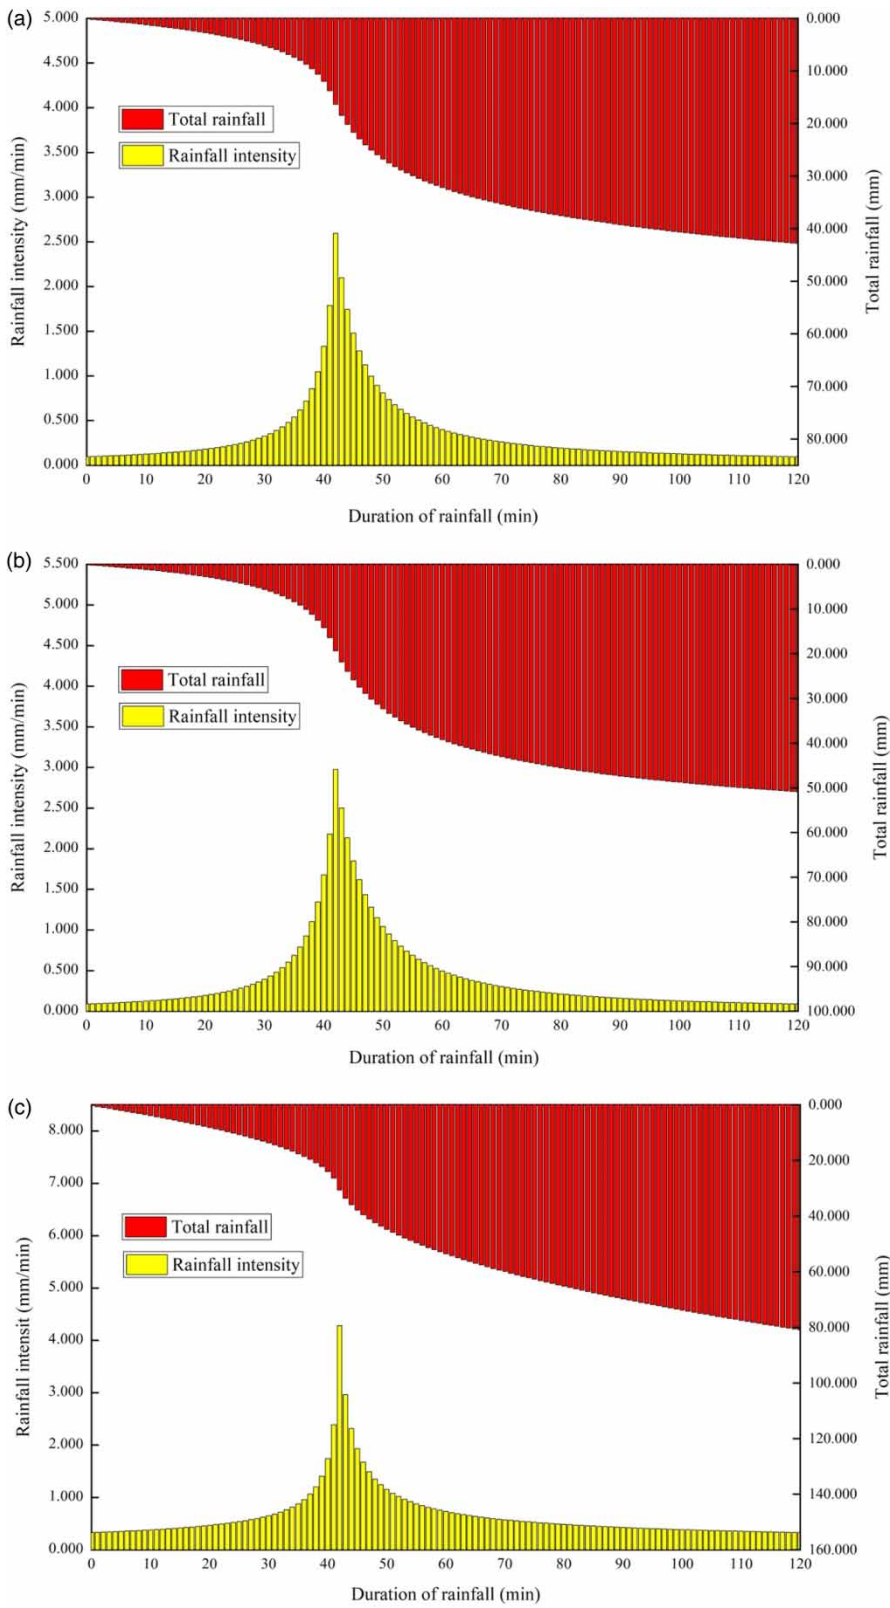 (a)
5.000
4.500
4.000
3.500
3.000
2.500
2.000
1.500
1.000
0.500
0.000
Rainfall intensity (mm/min)
Total rainfall
Rainfall intensity
0.000
10.000
20.000
30.000
40.000
50.000
60.000
70.000
80.000
Total rainfall (mm)
0 10 20 30 40 50 60 70 80 90 100 110 120
Duration of rainfall (min)
(b)
5.500
5.000
4.500
4.000
3.500
3.000
2.500
2.000
1.500
1.000
0.500
0.000
Rainfall intensity (mm/min)
Total rainfall
Rainfall intensity
0.000
10.000
20.000
30.000
40.000
50.000
60.000
70.000
80.000
90.000
100.000
Total rainfall (mm)
0 10 20 30 40 50 60 70 80 90 100 110 120
Duration of rainfall (min)
(c)
8.000
7.000
6.000
5.000
4.000
3.000
2.000
1.000
0.000
Rainfall intensit (mm/min)
Total rainfall
Rainfall intensity
0.000
20.000
40.000
60.000
80.000
100.000
120.000
140.000
160.000
Total rainfall (mm)
0 10 20 30 40 50 60 70 80 90 100 110 120
Duration of rainfall (min)